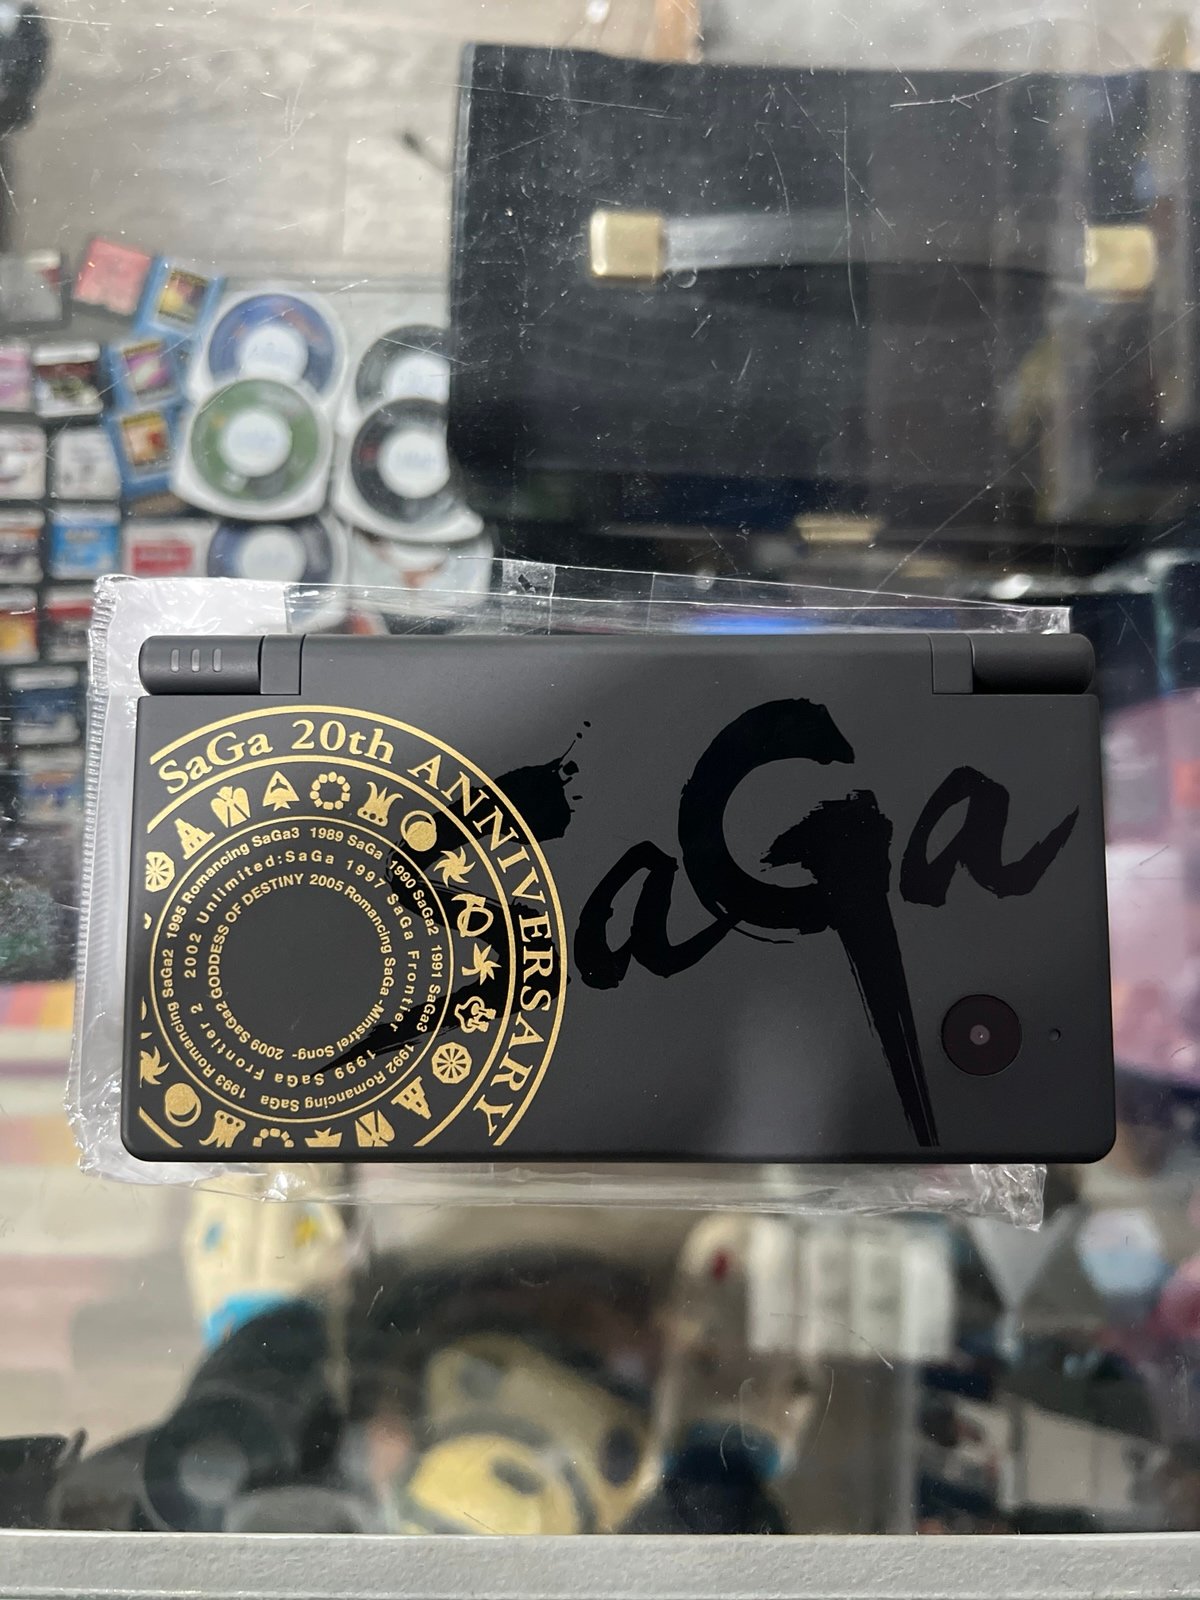 SaGa 20th ANNIVERSARY
SaGa
1989 SaGa 1990 SaGa2 1991 SaGa3 1992 Romancing SaGa 1993 Romancing SaGa2 1995 Romancing SaGa3
1997 SaGa Frontier 1999 SaGa Frontier 2 2002 Unlimited:SaGa
2005 Romancing SaGa -Minstrel Song- 2009 SaGa2 GODDESS OF DESTINY